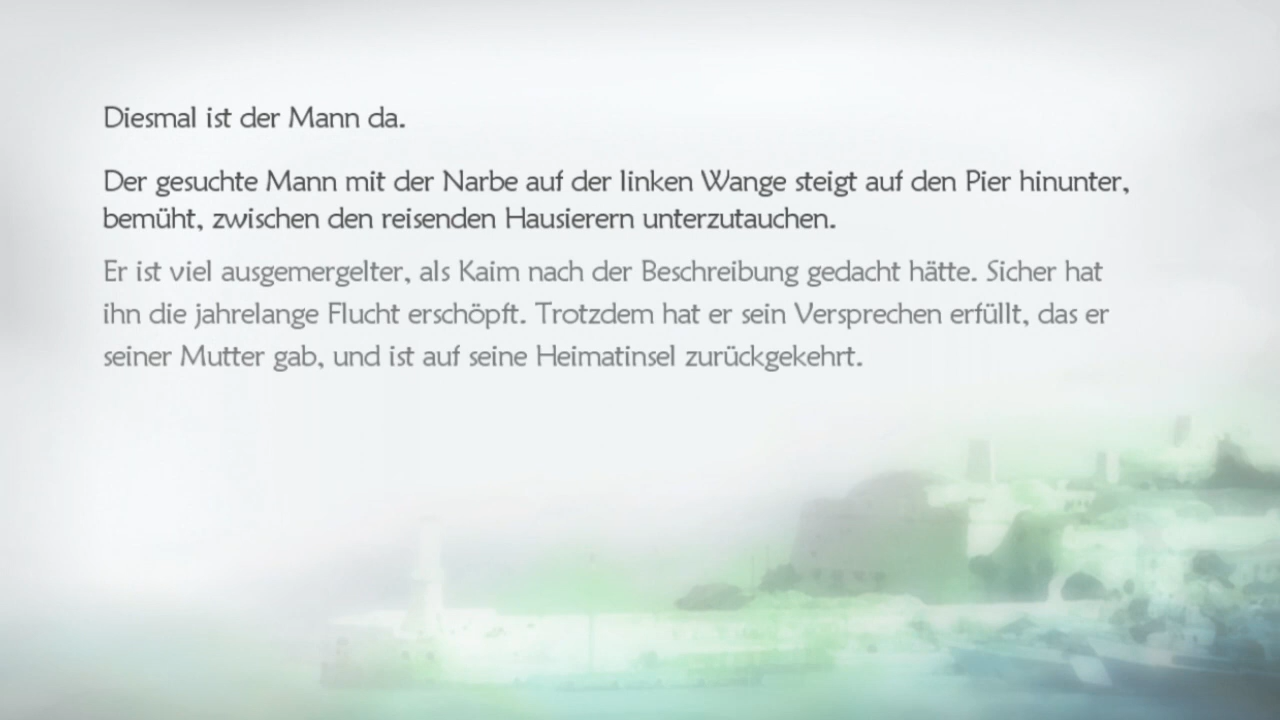 Diesmal ist der Mann da.
Der gesuchte Mann mit der Narbe auf der linken Wange steigt auf den Pier hinunter,
bemüht, zwischen den reisenden Hausierern unterzutauchen.
Er ist viel ausgemergelter, als Kaim nach der Beschreibung gedacht hätte. Sicher hat
ihn die jahrelange Flucht erschöpft. Trotzdem hat er sein Versprechen erfüllt, das er
seiner Mutter gab, und ist auf seine Heimatinsel zurückgekehrt.